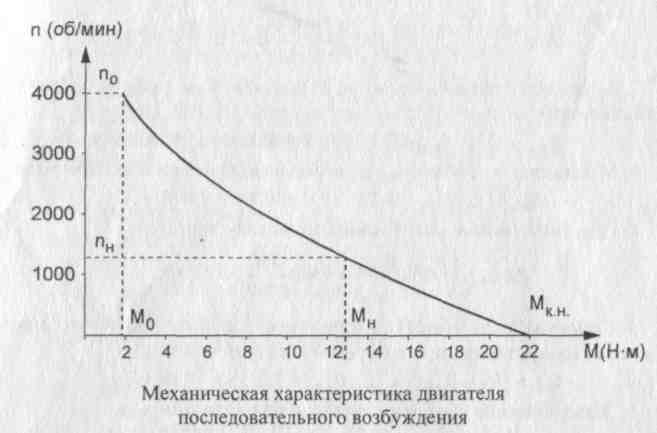 n (об/мин)
n₀
4000
3000
2000
nн
1000
M₀
Mн
Mк.н.
2 4 6 8 10 12 14 16 18 20 22 М(Н·м)
Механическая характеристика двигателя
последовательного возбуждения